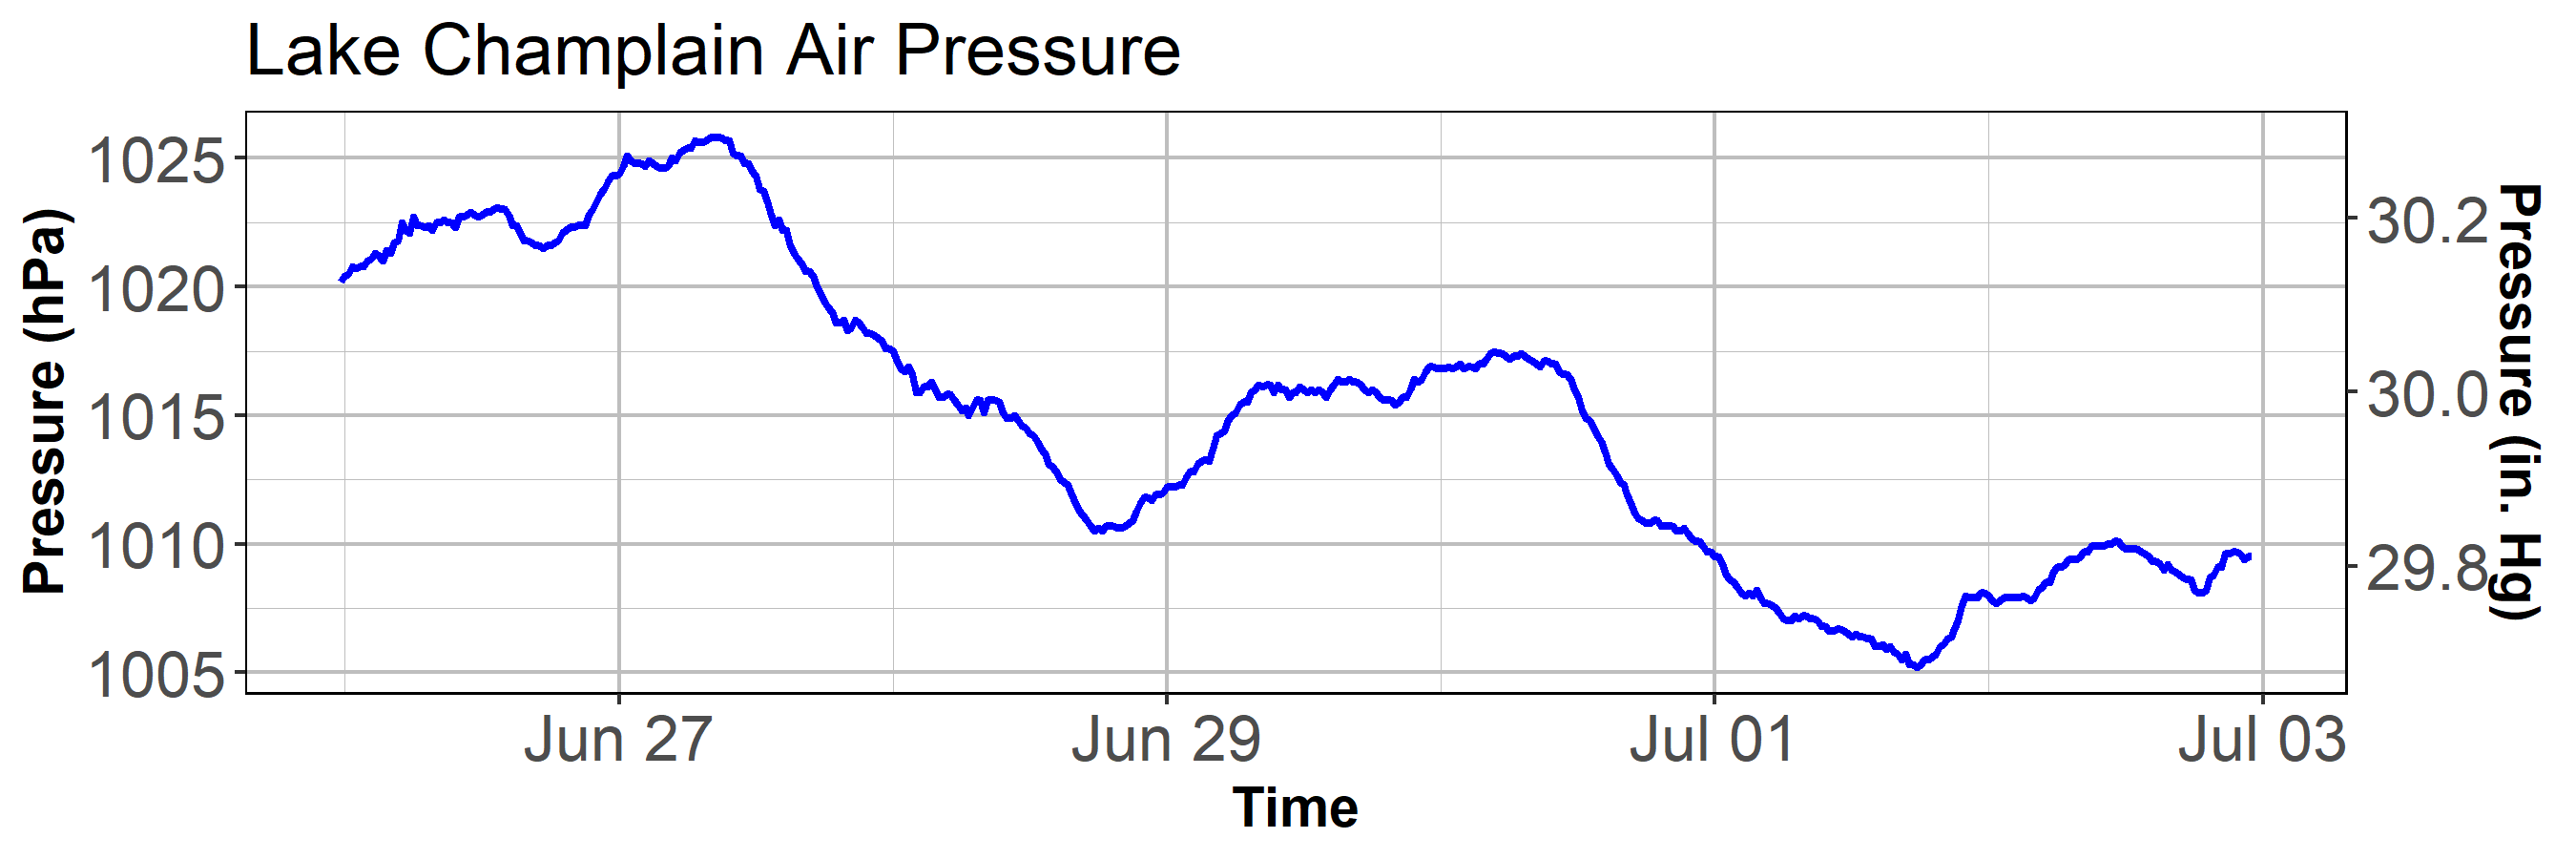 Lake Champlain Air Pressure
Pressure (hPa)
1025
1020
1015
1010
1005
30.2
30.0
29.8
Pressure (in. Hg)
Jun 27
Jun 29
Jul 01
Jul 03
Time